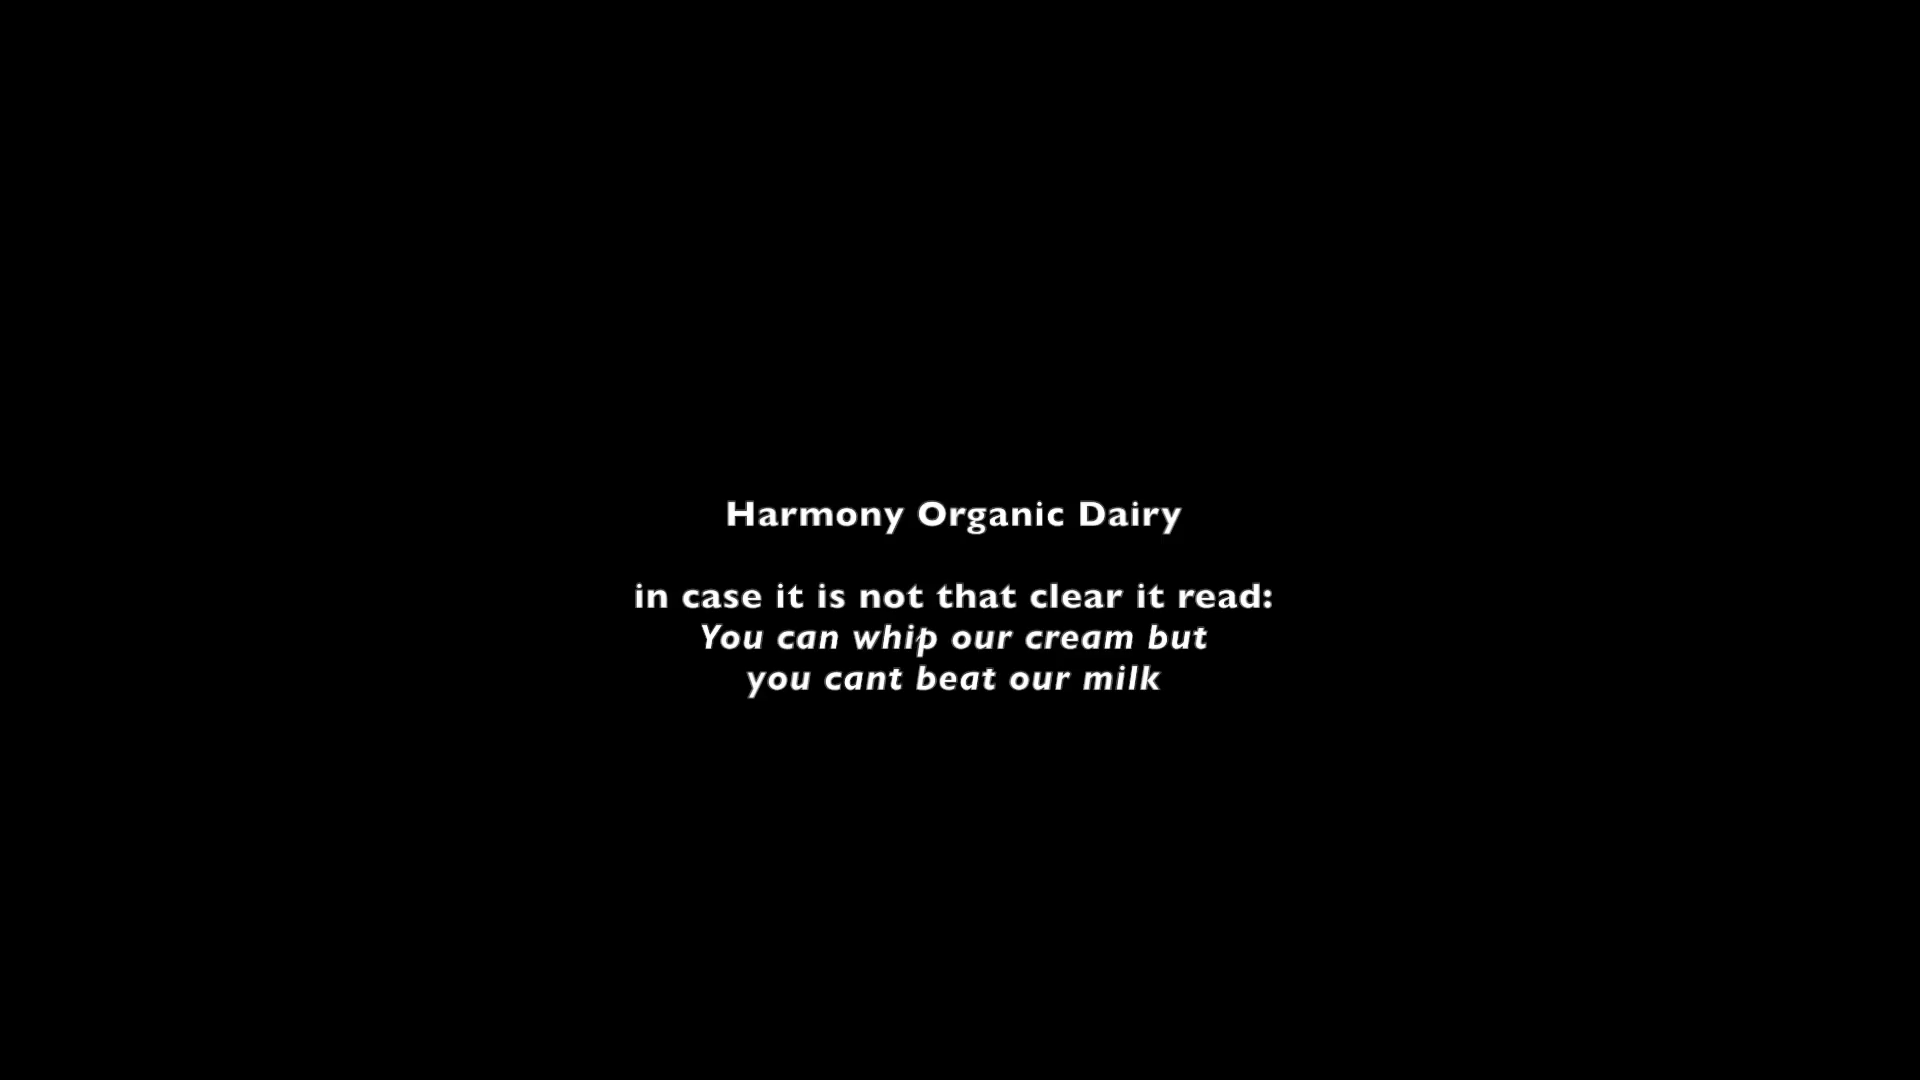 Harmony Organic Dairy
in case it is not that clear it read:
You can whip our cream but
you cant beat our milk